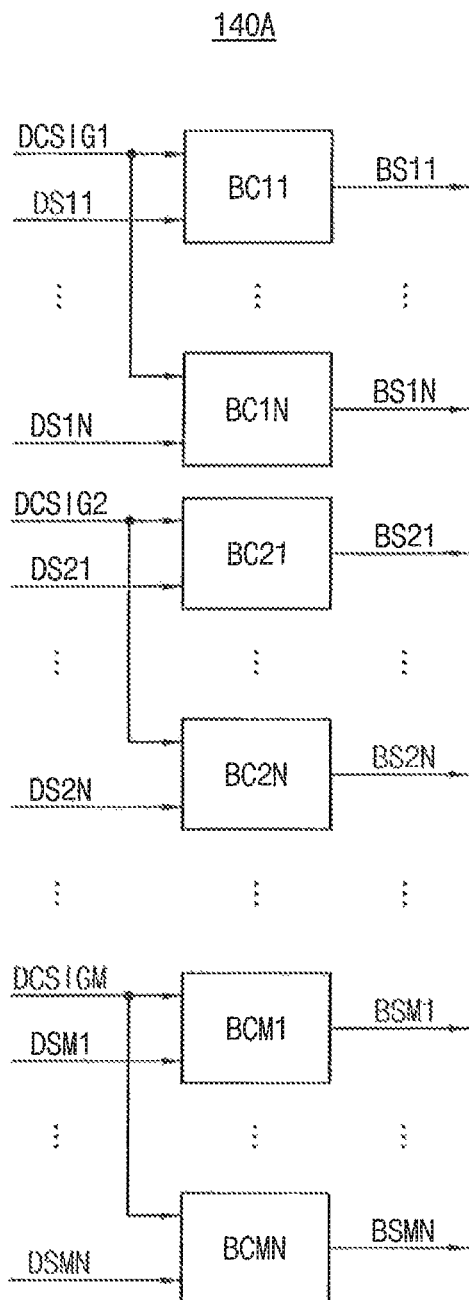 140A
DCSIG1
BC11
BS11
DS11
BC1N
BS1N
DS1N
DCSIG2
BC21
BS21
DS21
BC2N
BS2N
DS2N
DCSIGM
BCM1
BSM1
DSM1
BCMN
BSMN
DSMN